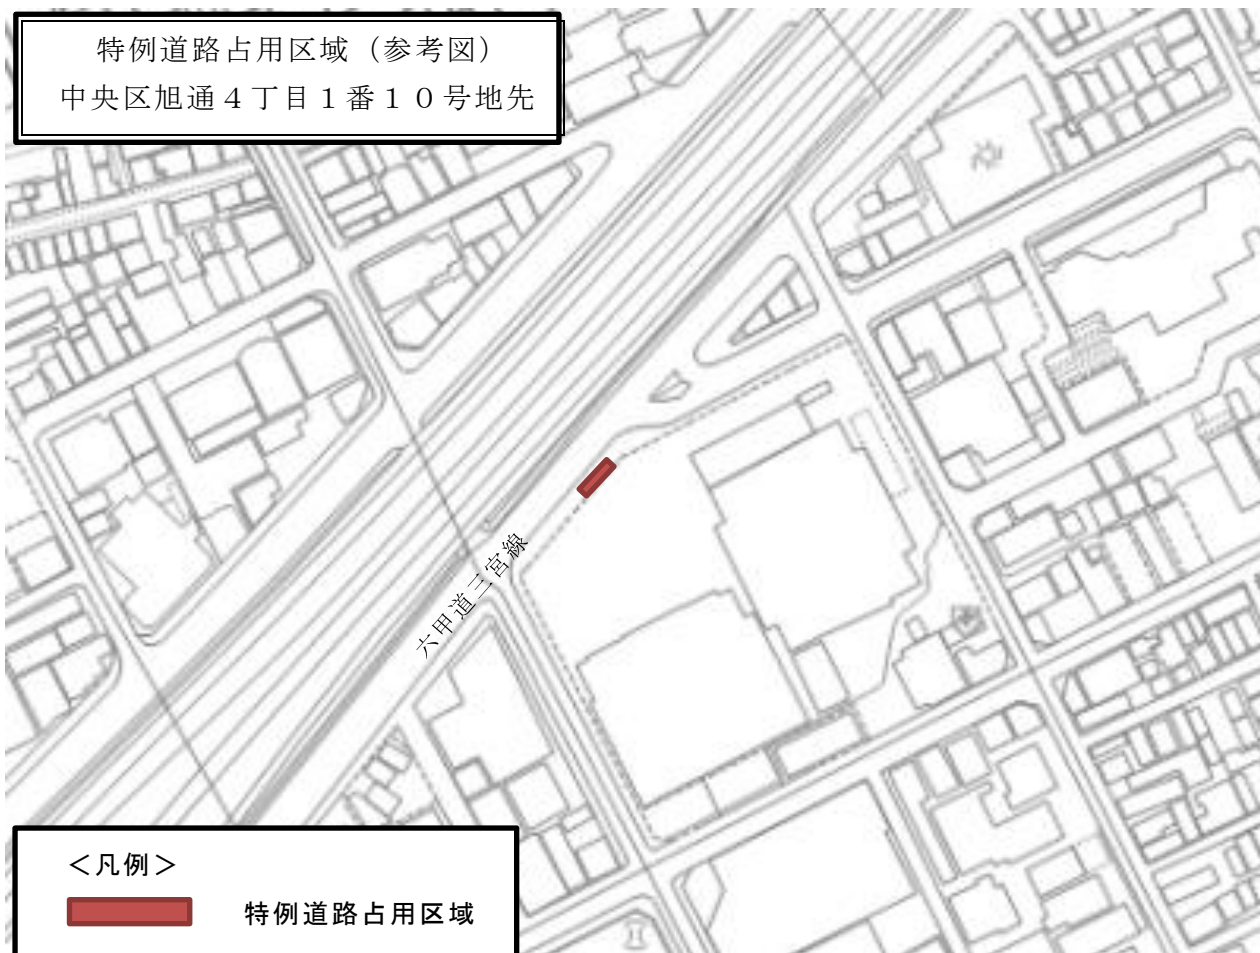 特例道路占用区域（参考図）
中央区旭通４丁目１番１０号地先
六甲道三宮線
＜凡例＞
特例道路占用区域